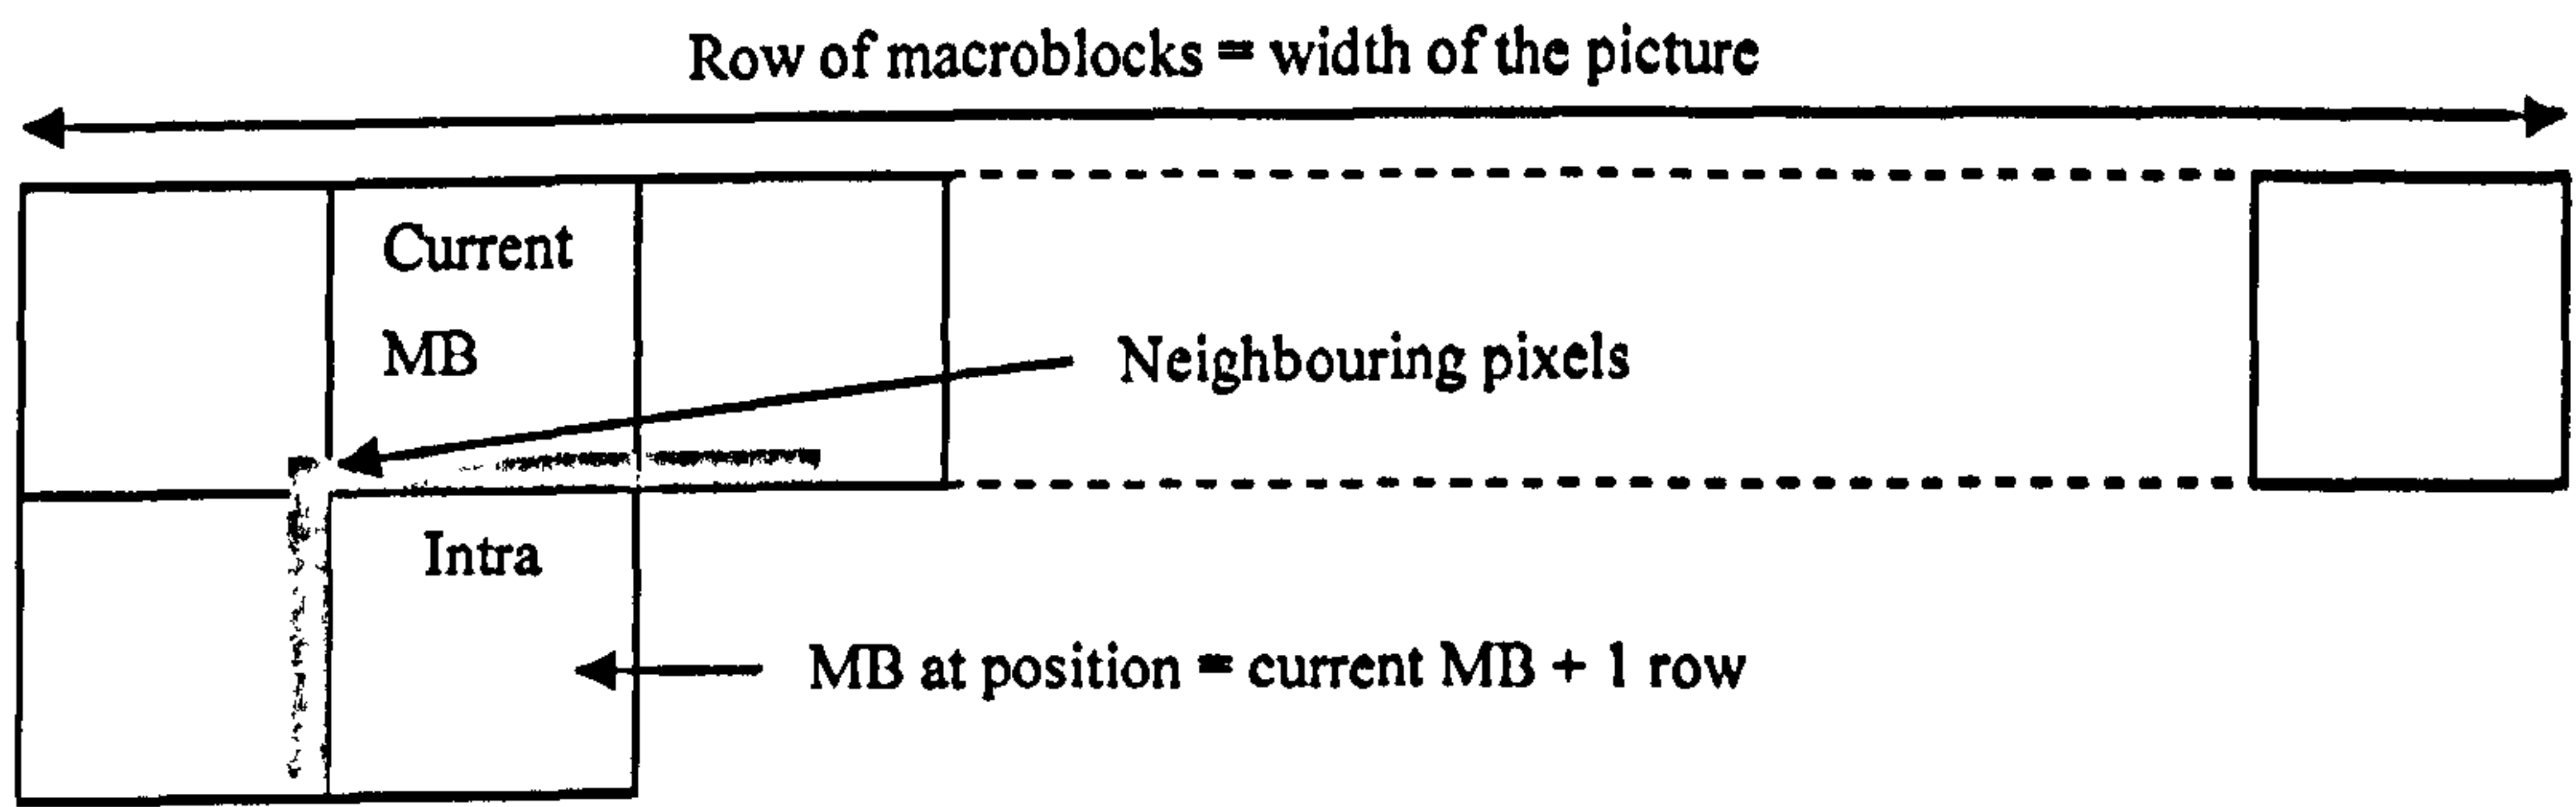 Row of macroblocks = width of the picture
Current
MB
Neighbouring pixels
Intra
MB at position = current MB + 1 row